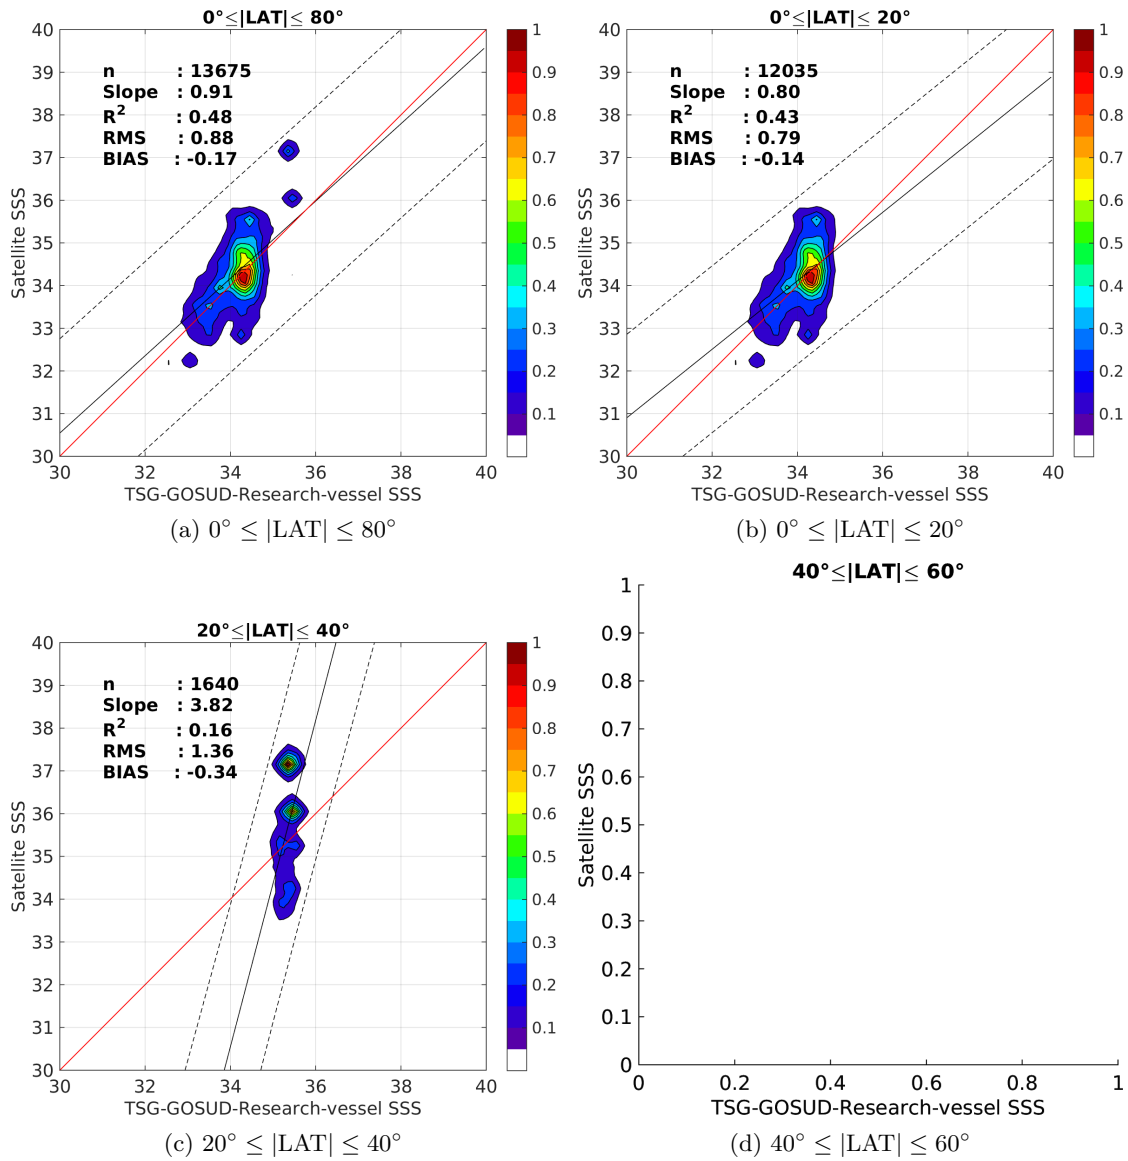 0°≤|LAT|≤ 80°
n : 13675
Slope : 0.91
R² : 0.48
RMS : 0.88
BIAS : -0.17
Satellite SSS
40
39
38
37
36
35
34
33
32
31
30
30 32 34 36 38 40
TSG-GOSUD-Research-vessel SSS
1
0.9
0.8
0.7
0.6
0.5
0.4
0.3
0.2
0.1
(a) 0° ≤ |LAT| ≤ 80°
0°≤|LAT|≤ 20°
n : 12035
Slope : 0.80
R² : 0.43
RMS : 0.79
BIAS : -0.14
Satellite SSS
40
39
38
37
36
35
34
33
32
31
30
30 32 34 36 38 40
TSG-GOSUD-Research-vessel SSS
1
0.9
0.8
0.7
0.6
0.5
0.4
0.3
0.2
0.1
(b) 0° ≤ |LAT| ≤ 20°
20°≤|LAT|≤ 40°
n : 1640
Slope : 3.82
R² : 0.16
RMS : 1.36
BIAS : -0.34
Satellite SSS
40
39
38
37
36
35
34
33
32
31
30
30 32 34 36 38 40
TSG-GOSUD-Research-vessel SSS
1
0.9
0.8
0.7
0.6
0.5
0.4
0.3
0.2
0.1
(c) 20° ≤ |LAT| ≤ 40°
40°≤|LAT|≤ 60°
Satellite SSS
1
0.9
0.8
0.7
0.6
0.5
0.4
0.3
0.2
0.1
0
0 0.2 0.4 0.6 0.8 1
TSG-GOSUD-Research-vessel SSS
(d) 40° ≤ |LAT| ≤ 60°